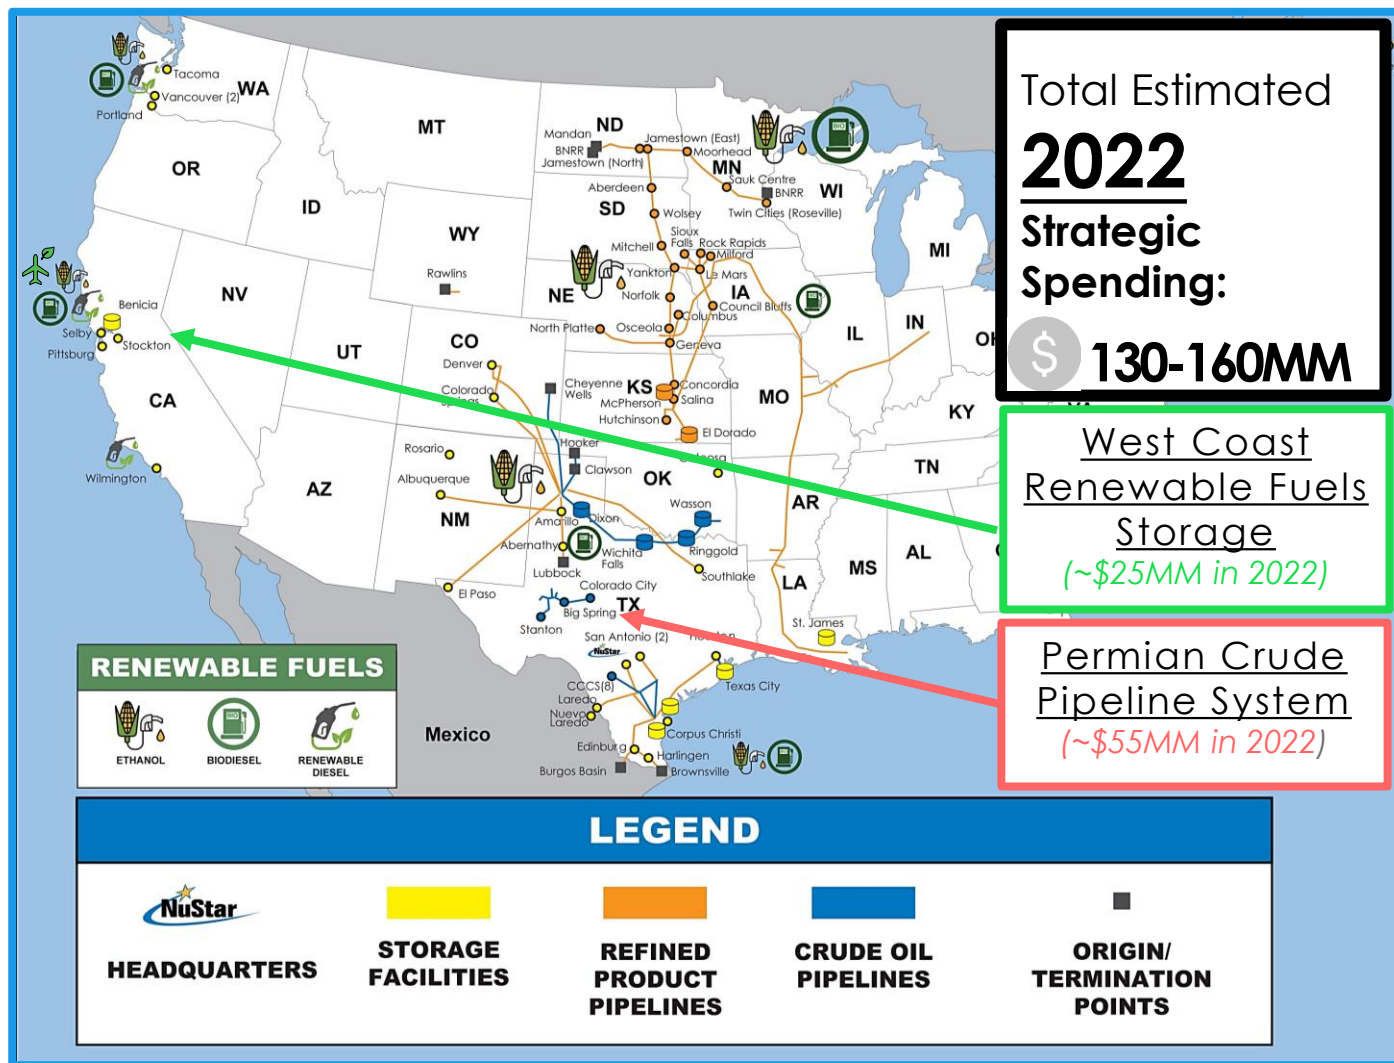 Total Estimated
2022
Strategic
Spending:
$ 130-160MM
West Coast
Renewable Fuels
Storage
(~$25MM in 2022)
Permian Crude
Pipeline System
(~$55MM in 2022)
Tacoma
Vancouver (2)
Portland
WA
OR
ID
MT
WY
Rawlins
NV
UT
CA
AZ
Benicia
Selby
Stockton
Pittsburg
Wilmington
ND
Mandan
BNRR
Jamestown (North)
Jamestown (East)
Moorhead
MN
Sauk Centre
BNRR
Twin Cities (Roseville)
WI
MI
Aberdeen
SD
Wolsey
Mitchell
Sioux
Falls
Rock Rapids
Milford
Yankton
Le Mars
NE
Norfolk
IA
Council Bluffs
Columbus
North Platte
Osceola
Geneva
IL
IN
CO
Denver
Colorado
Springs
Cheyenne
Wells
KS
Concordia
McPherson
Salina
Hutchinson
El Dorado
MO
KY
TN
Hooker
Clawson
Rosario
Albuquerque
NM
OK
Wasson
AR
Amarillo
Dixon
Abernathy
Wichita
Falls
Ringgold
Lubbock
Southlake
El Paso
Colorado City
Big Spring
TX
Stanton
LA
MS
AL
St. James
San Antonio (2)
NuStar
CCCS(8)
Texas City
Laredo
Nuevo
Laredo
Corpus Christi
Edinburg
Harlingen
Burgos Basin
Brownsville
Mexico
RENEWABLE FUELS
BIO
ETHANOL
BIODIESEL
RENEWABLE
DIESEL
LEGEND
NuStar
HEADQUARTERS
STORAGE
FACILITIES
REFINED
PRODUCT
PIPELINES
CRUDE OIL
PIPELINES
ORIGIN/
TERMINATION
POINTS